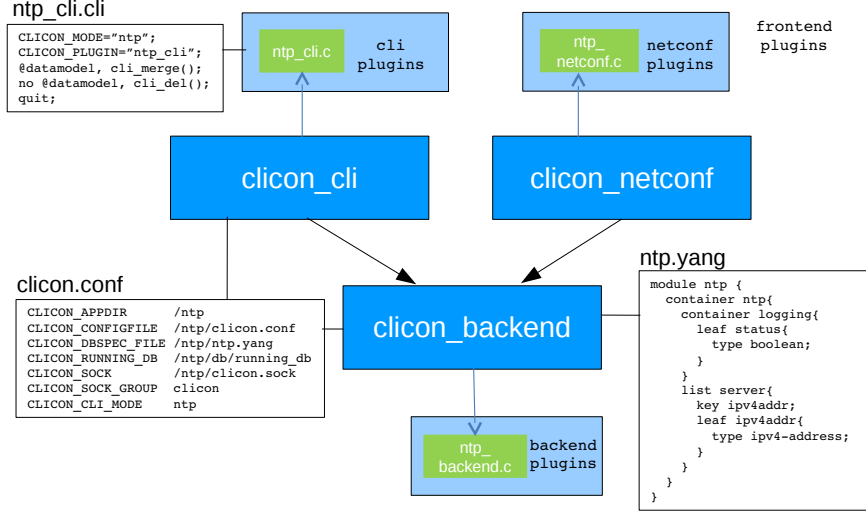 ntp_cli.cli
CLICON_MODE="ntp";
CLICON_PLUGIN="ntp_cli";
@datamodel, cli_merge();
no @datamodel, cli_del();
quit;
ntp_cli.c
cli
plugins
ntp_
netconf.c
netconf
plugins
frontend
plugins
clicon_cli
clicon_netconf
clicon.conf
CLICON_APPDIR /ntp
CLICON_CONFIGFILE /ntp/clicon.conf
CLICON_DBSPEC_FILE /ntp/ntp.yang
CLICON_RUNNING_DB /ntp/db/running_db
CLICON_SOCK /ntp/clicon.sock
CLICON_SOCK_GROUP clicon
CLICON_CLI_MODE ntp
clicon_backend
ntp.yang
module ntp {
container ntp{
container logging{
leaf status{
type boolean;
}
}
list server{
key ipv4addr;
leaf ipv4addr{
type ipv4-address;
}
}
}
}
ntp_
backend.c
backend
plugins